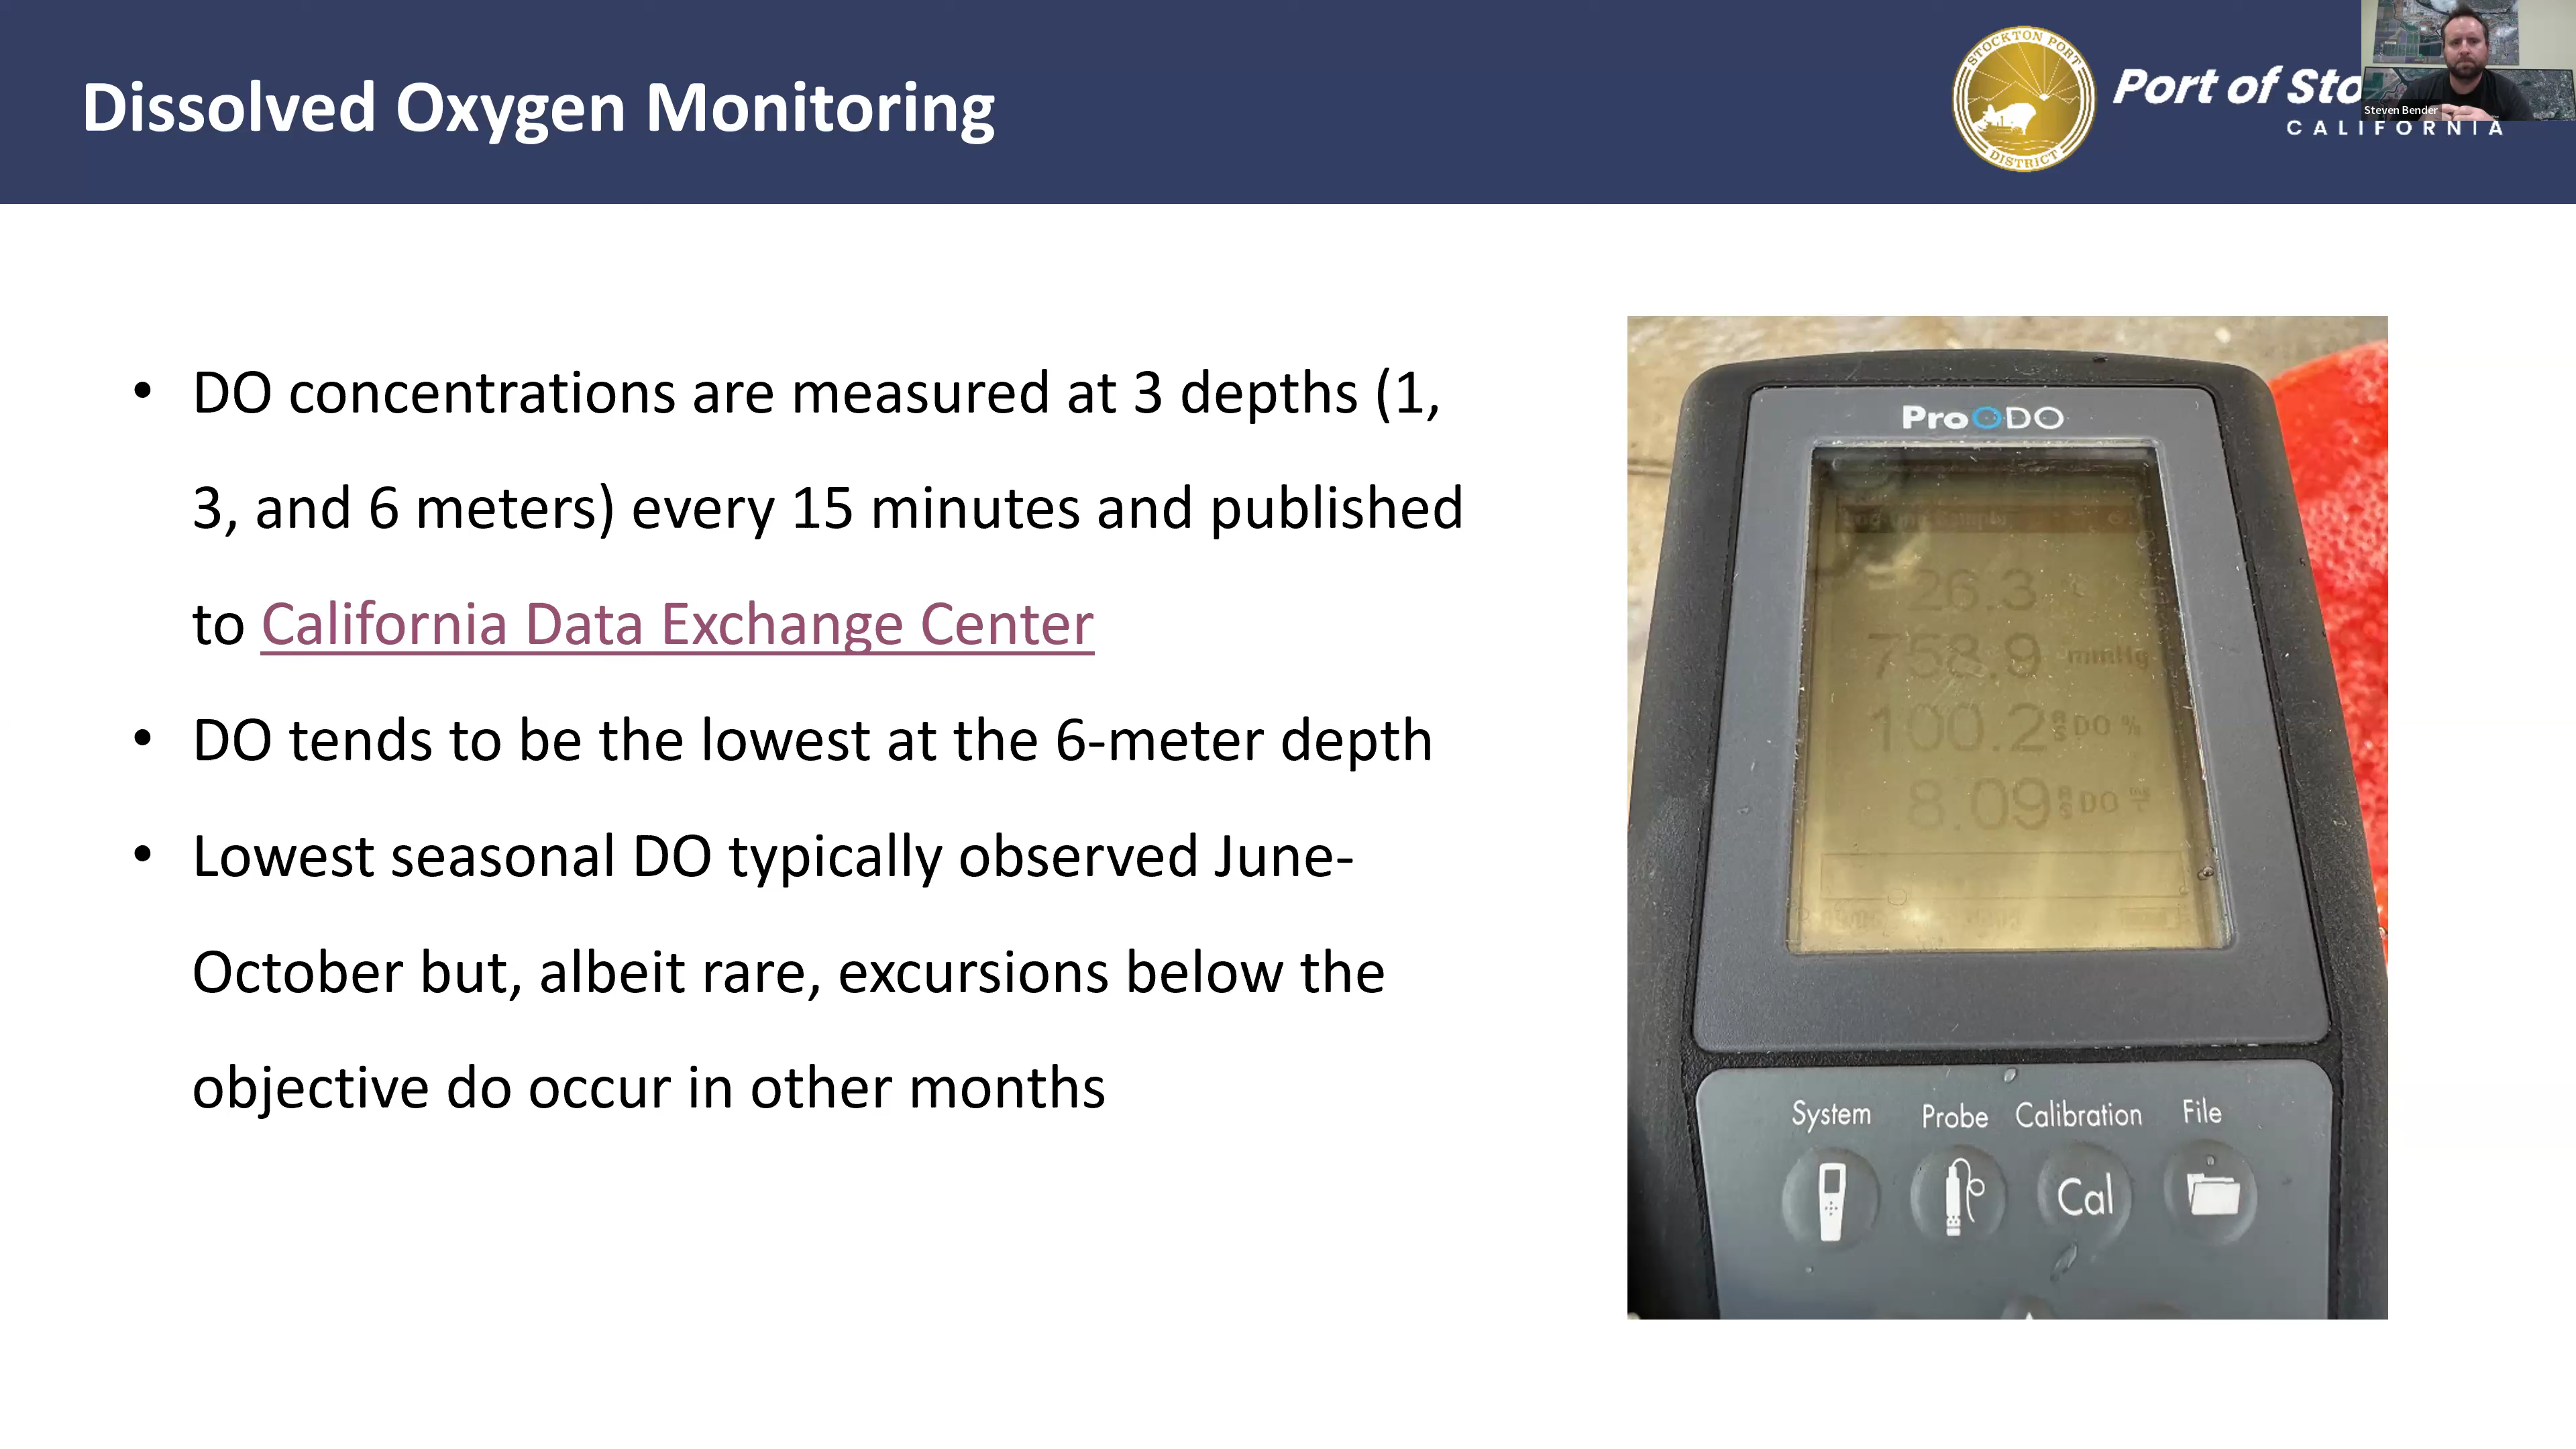 Dissolved Oxygen Monitoring
STOCKTON PORT
DISTRICT
Port of Sto
CALIFORNIA
Steven Bender
• DO concentrations are measured at 3 depths (1,
3, and 6 meters) every 15 minutes and published
to California Data Exchange Center
• DO tends to be the lowest at the 6-meter depth
• Lowest seasonal DO typically observed June-
October but, albeit rare, excursions below the
objective do occur in other months
ProODO
26.3
758.9 mmHg
100.2 DO %
8.09 DO
System Probe Calibration File
Cal